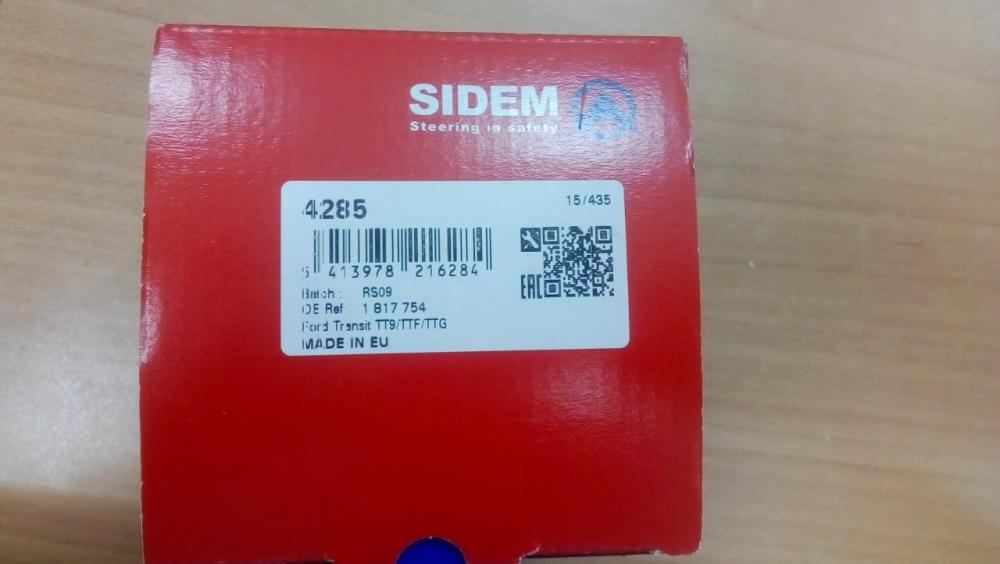 SIDEM
Steering in safety
4285
15/435
5 413978 216284
EAC
Batch : RS09
OE Ref: 1 817 754
Ford Transit TT9/TTF/TTG
MADE IN EU